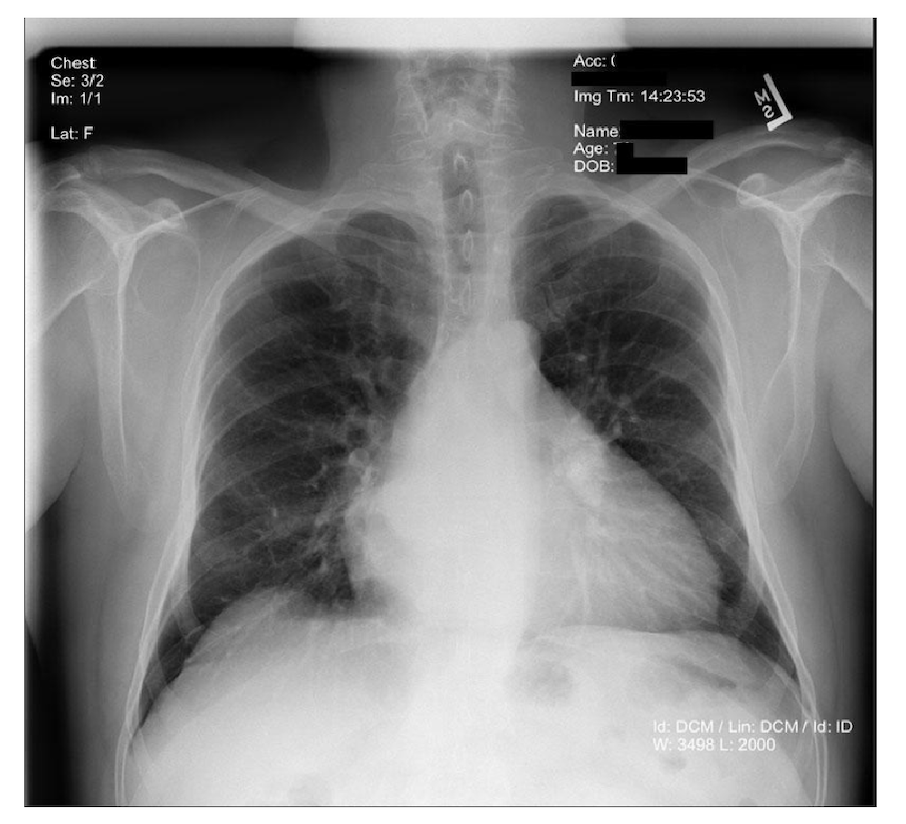 Chest
Se: 3/2
Im: 1/1
Lat: F
Acc: (
Img Tm: 14:23:53
Name
Age:
DOB:
MS
Id: DCM / Lin: DCM / Id: ID
W: 3498 L: 2000